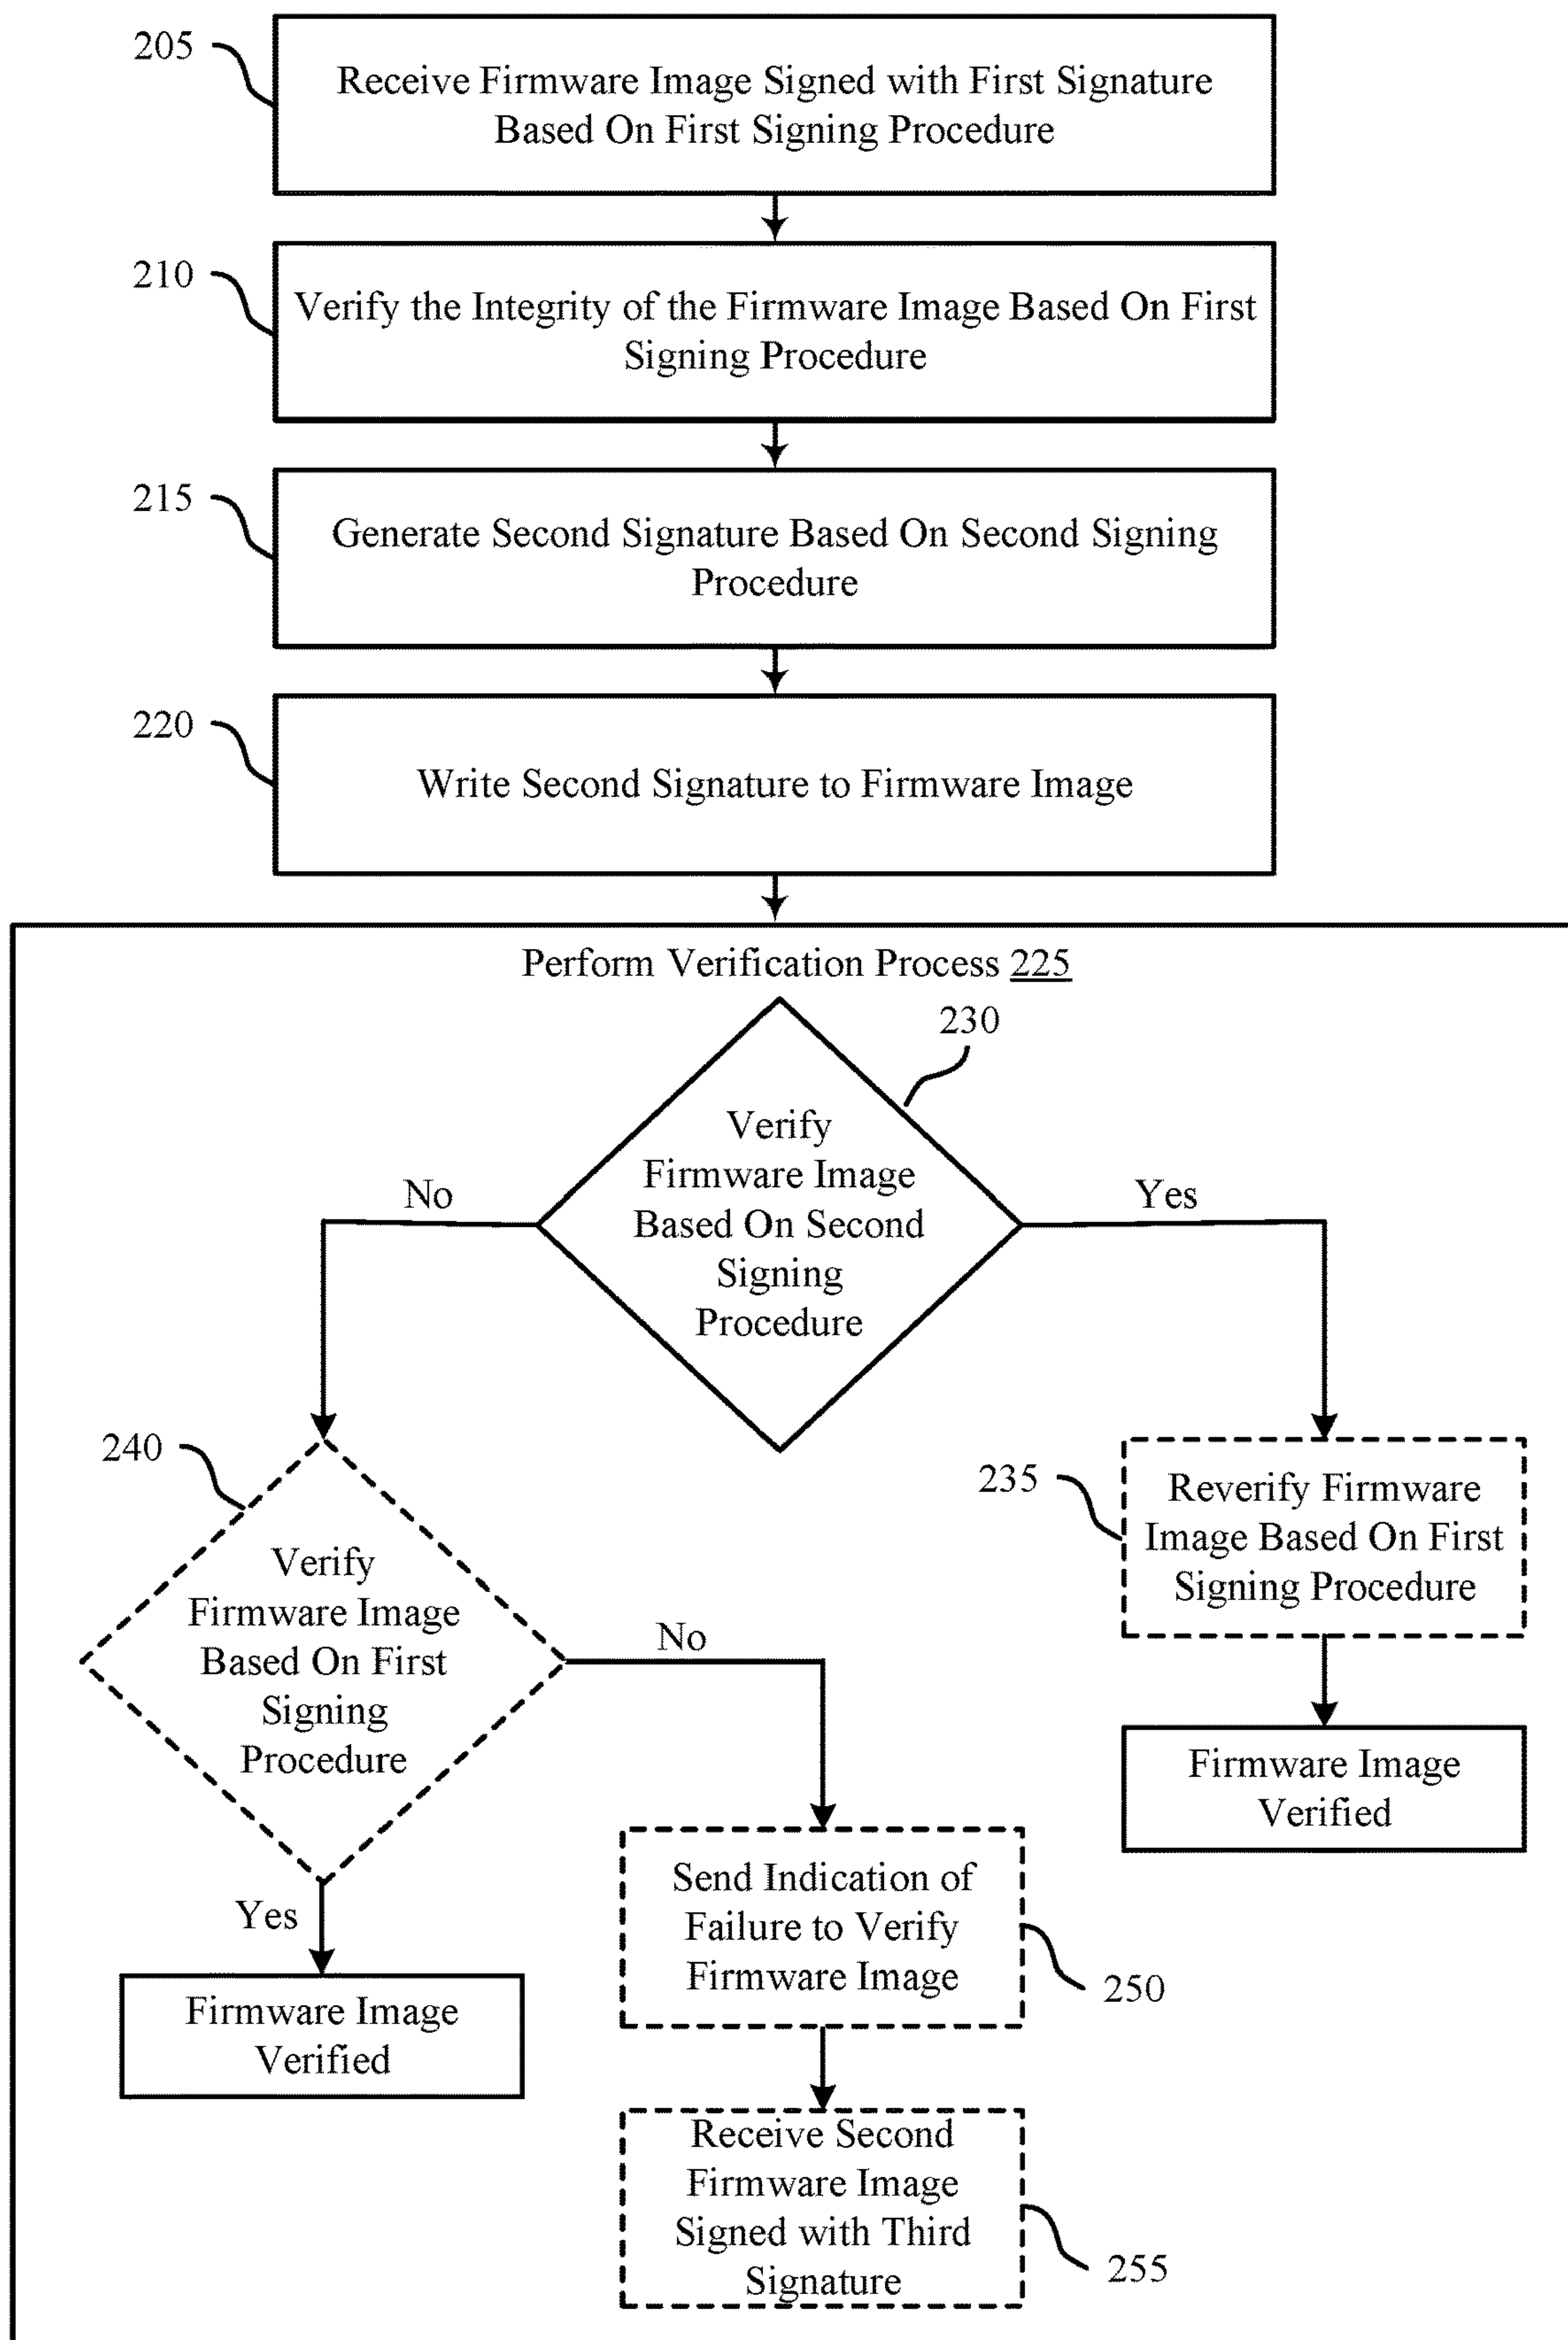 205
Receive Firmware Image Signed with First Signature
Based On First Signing Procedure
210
Verify the Integrity of the Firmware Image Based On First
Signing Procedure
215
Generate Second Signature Based On Second Signing
Procedure
220
Write Second Signature to Firmware Image
Perform Verification Process 225
230
Verify
Firmware Image
Based On Second
Signing
Procedure
No
Yes
240
Verify
Firmware Image
Based On First
Signing
Procedure
235
Reverify Firmware
Image Based On First
Signing Procedure
No
Firmware Image
Verified
Yes
Firmware Image
Verified
Send Indication of
Failure to Verify
Firmware Image
250
Receive Second
Firmware Image
Signed with Third
Signature
255